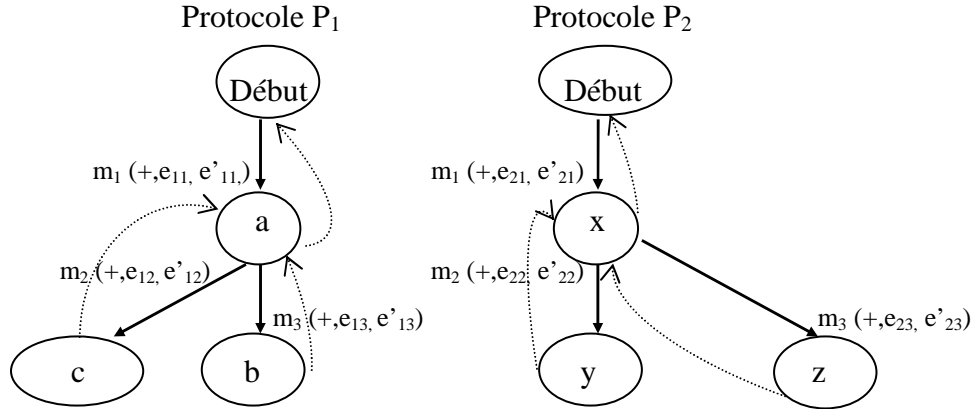 Protocole P₁
Protocole P₂
Début
Début
m₁ (+,e₁₁, e’₁₁,)
m₁ (+,e₂₁, e’₂₁)
a
x
m₂ (+,e₁₂, e’₁₂)
m₂ (+,e₂₂, e’₂₂)
m₃ (+,e₁₃, e’₁₃)
m₃ (+,e₂₃, e’₂₃)
c
b
y
z